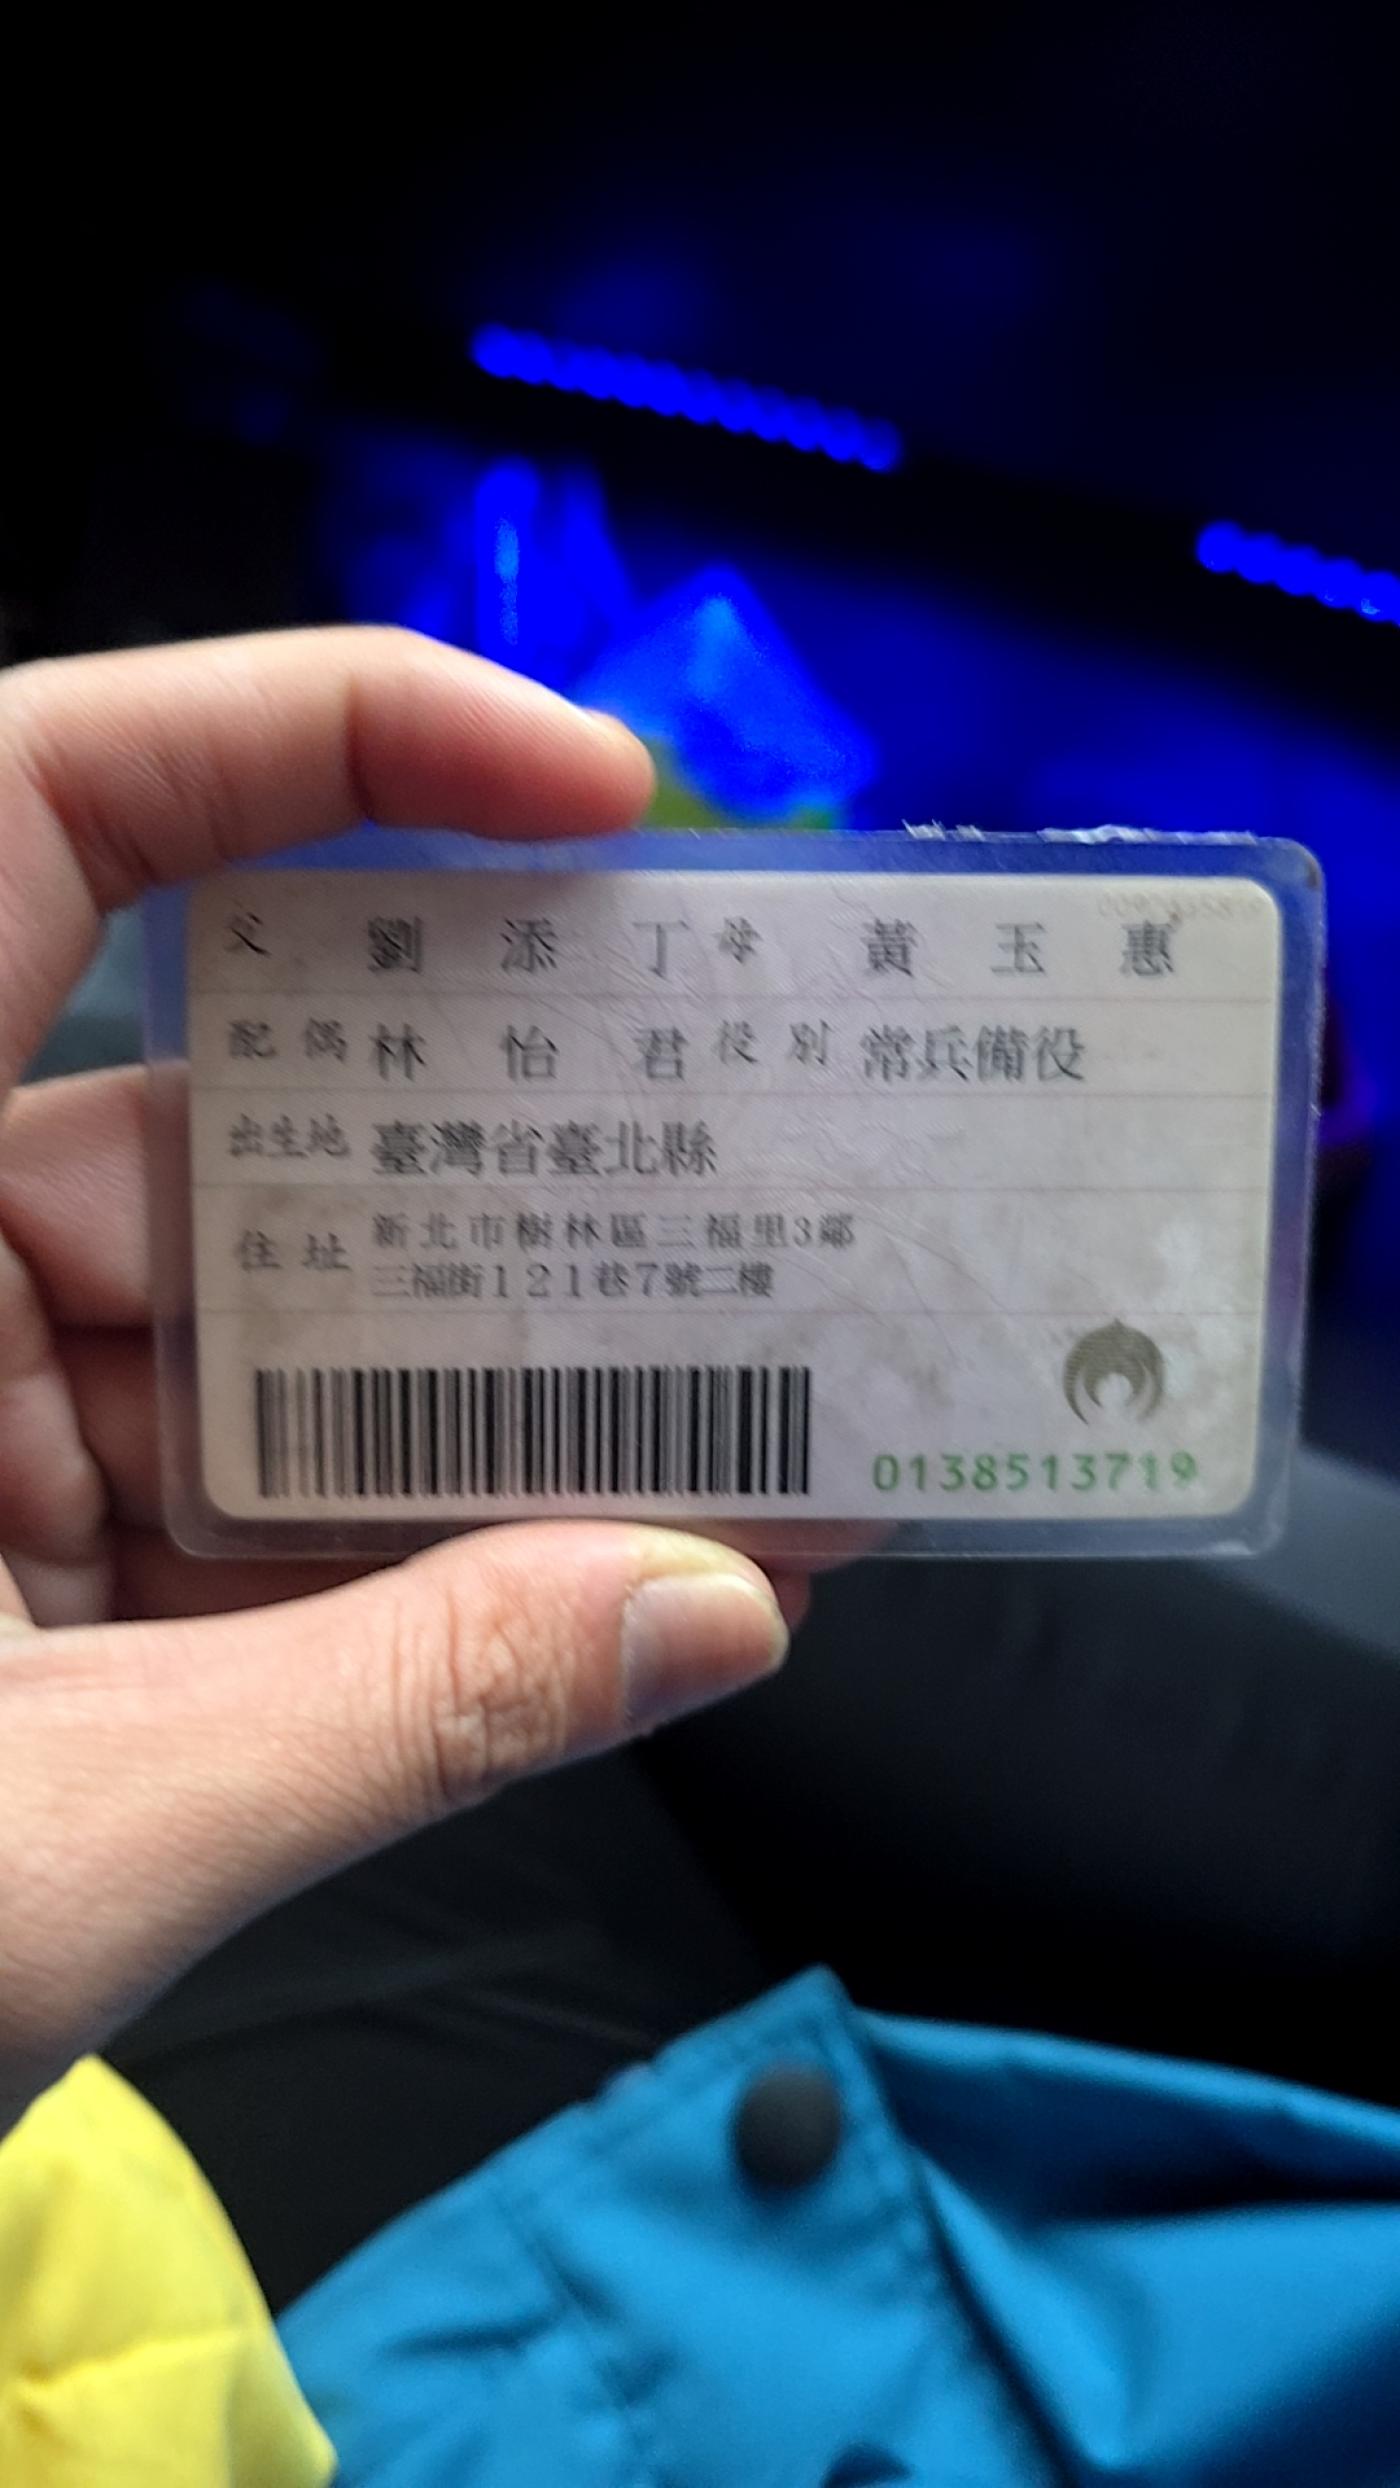 父 劉添丁 母 黃玉惠
配偶 林怡君 役別 常兵備役
出生地 臺灣省臺北縣
住址 新北市樹林區三福里3鄰
三福街121巷7號二樓
0138513719